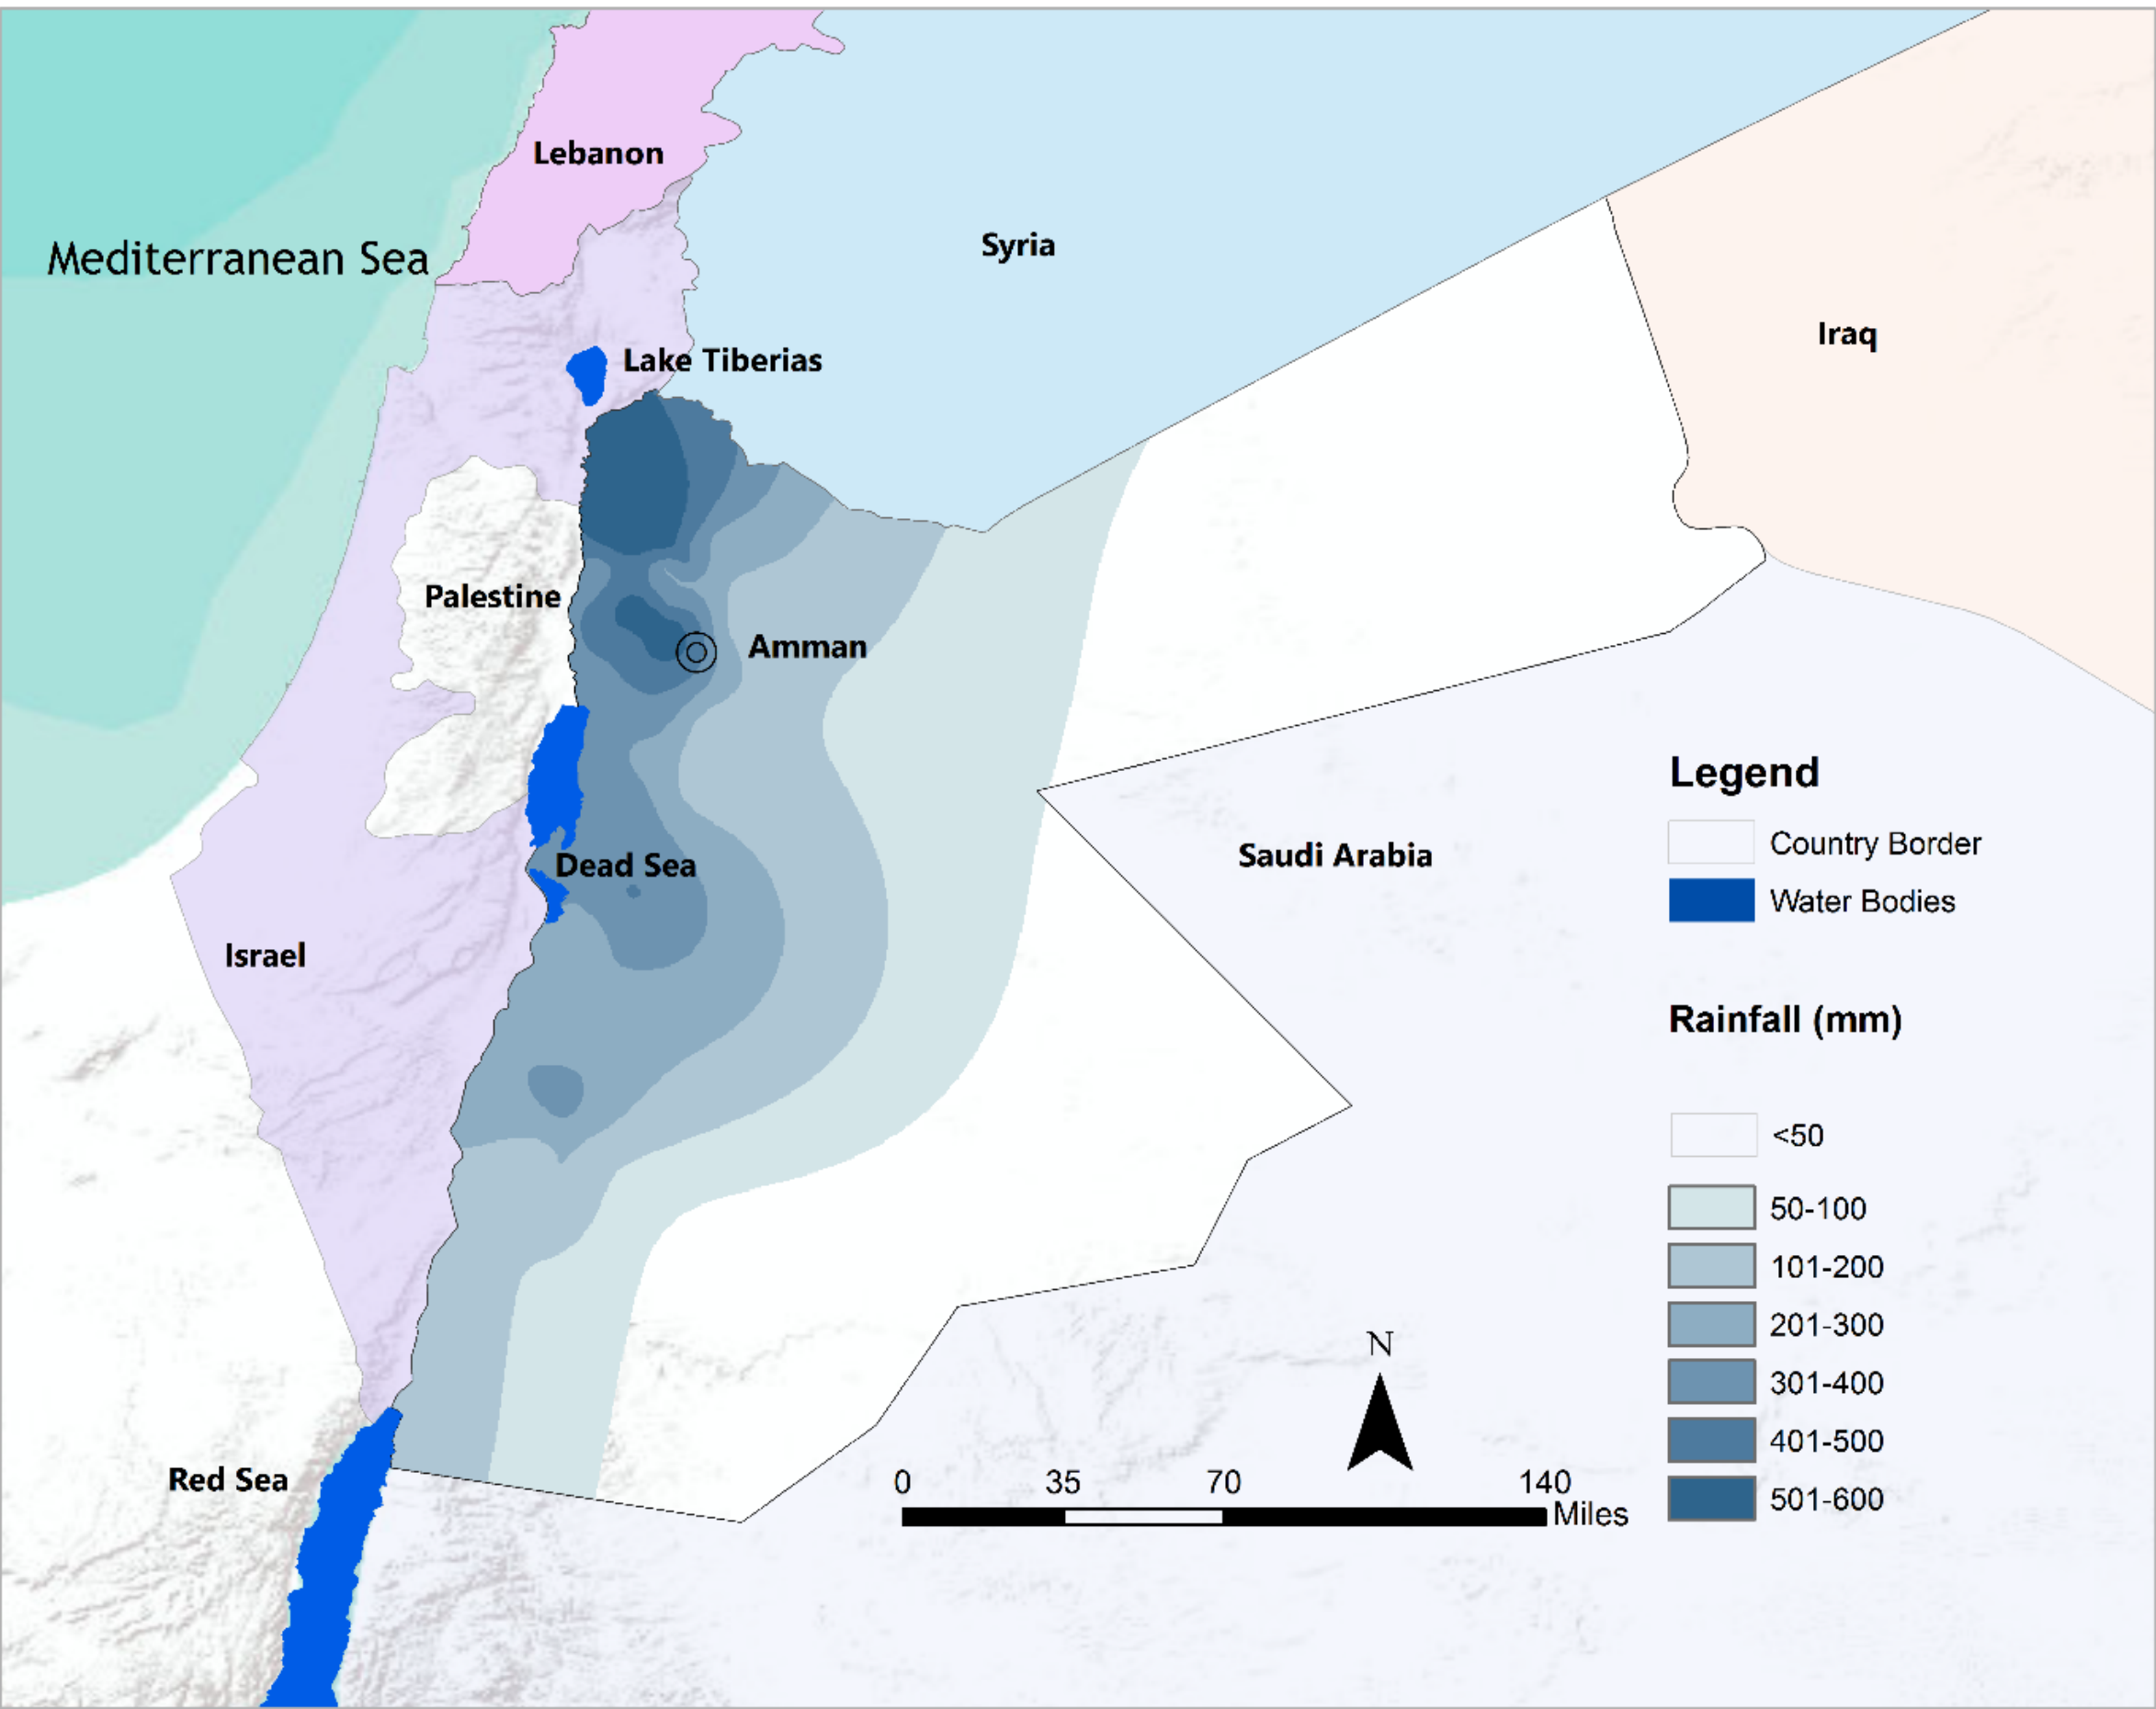 Lebanon
Syria
Mediterranean Sea
Iraq
Lake Tiberias
Palestine
Amman
Dead Sea
Saudi Arabia
Israel
Red Sea
Legend
Country Border
Water Bodies
Rainfall (mm)
<50
50-100
101-200
201-300
301-400
401-500
501-600
N
0 35 70 140
Miles